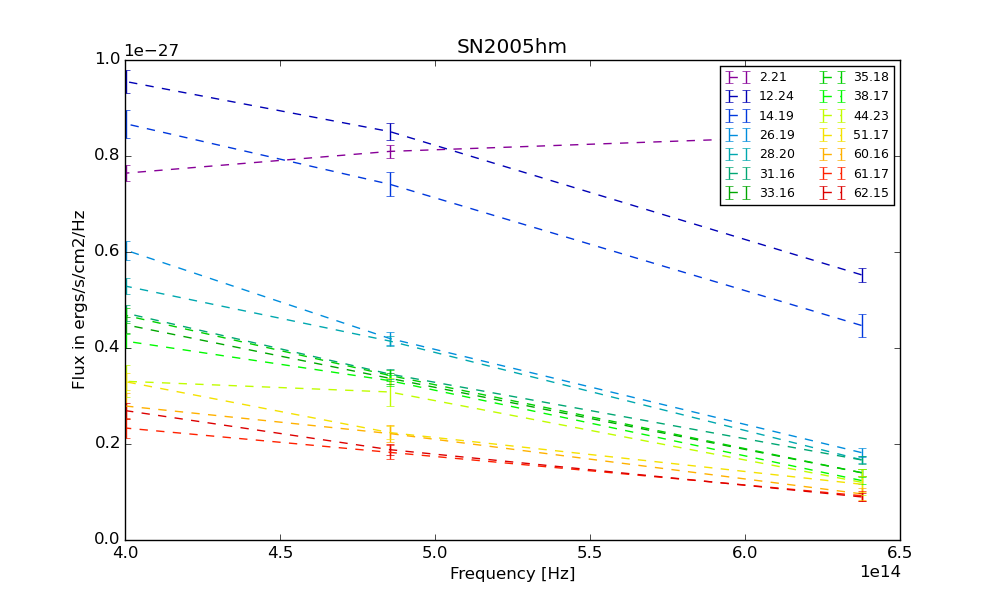 SN2005hm
1e−27
1.0
0.8
0.6
0.4
0.2
0.0
Flux in ergs/s/cm2/Hz
2.21 35.18
12.24 38.17
14.19 44.23
26.19 51.17
28.20 60.16
31.16 61.17
33.16 62.15
4.0 4.5 5.0 5.5 6.0 6.5
1e14
Frequency [Hz]